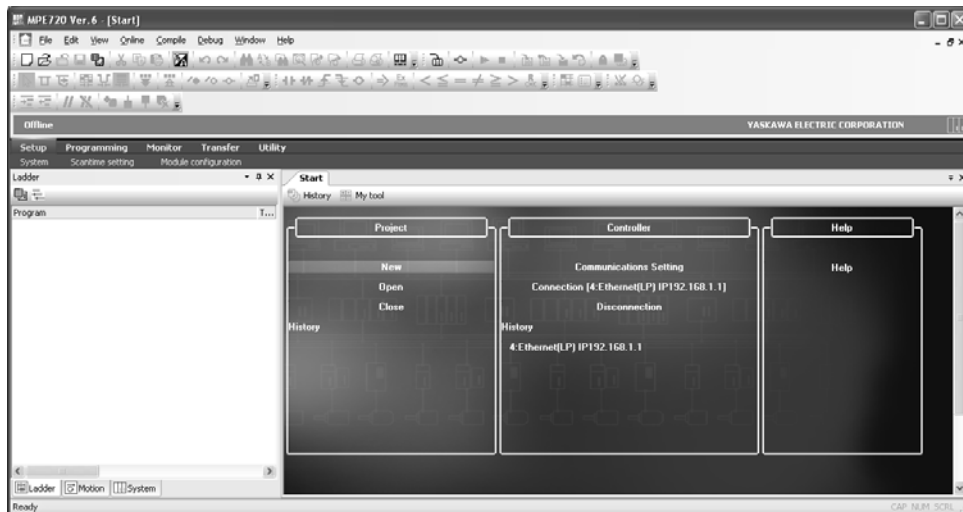 MPE720 Ver.6 - [Start]
File Edit View Online Compile Debug Window Help
Offline
YASKAWA ELECTRIC CORPORATION
Setup Programming Monitor Transfer Utility
System Scantime setting Module configuration
Ladder
Start
History My tool
Program T...
Project
Controller
Help
New
Communications Setting
Help
Open
Connection [4:Ethernet(LP) IP192.168.1.1]
Close
Disconnection
History
History
4:Ethernet(LP) IP192.168.1.1
Ladder Motion System
Ready
CAP NUM SCRL